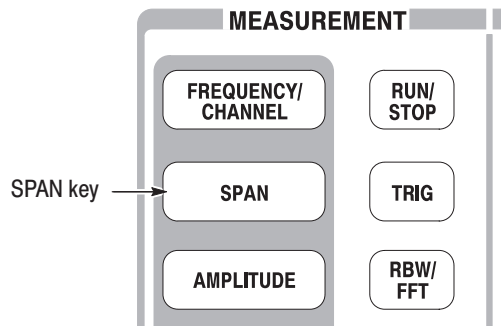 MEASUREMENT
FREQUENCY/
CHANNEL
RUN/
STOP
SPAN key
SPAN
TRIG
AMPLITUDE
RBW/
FFT